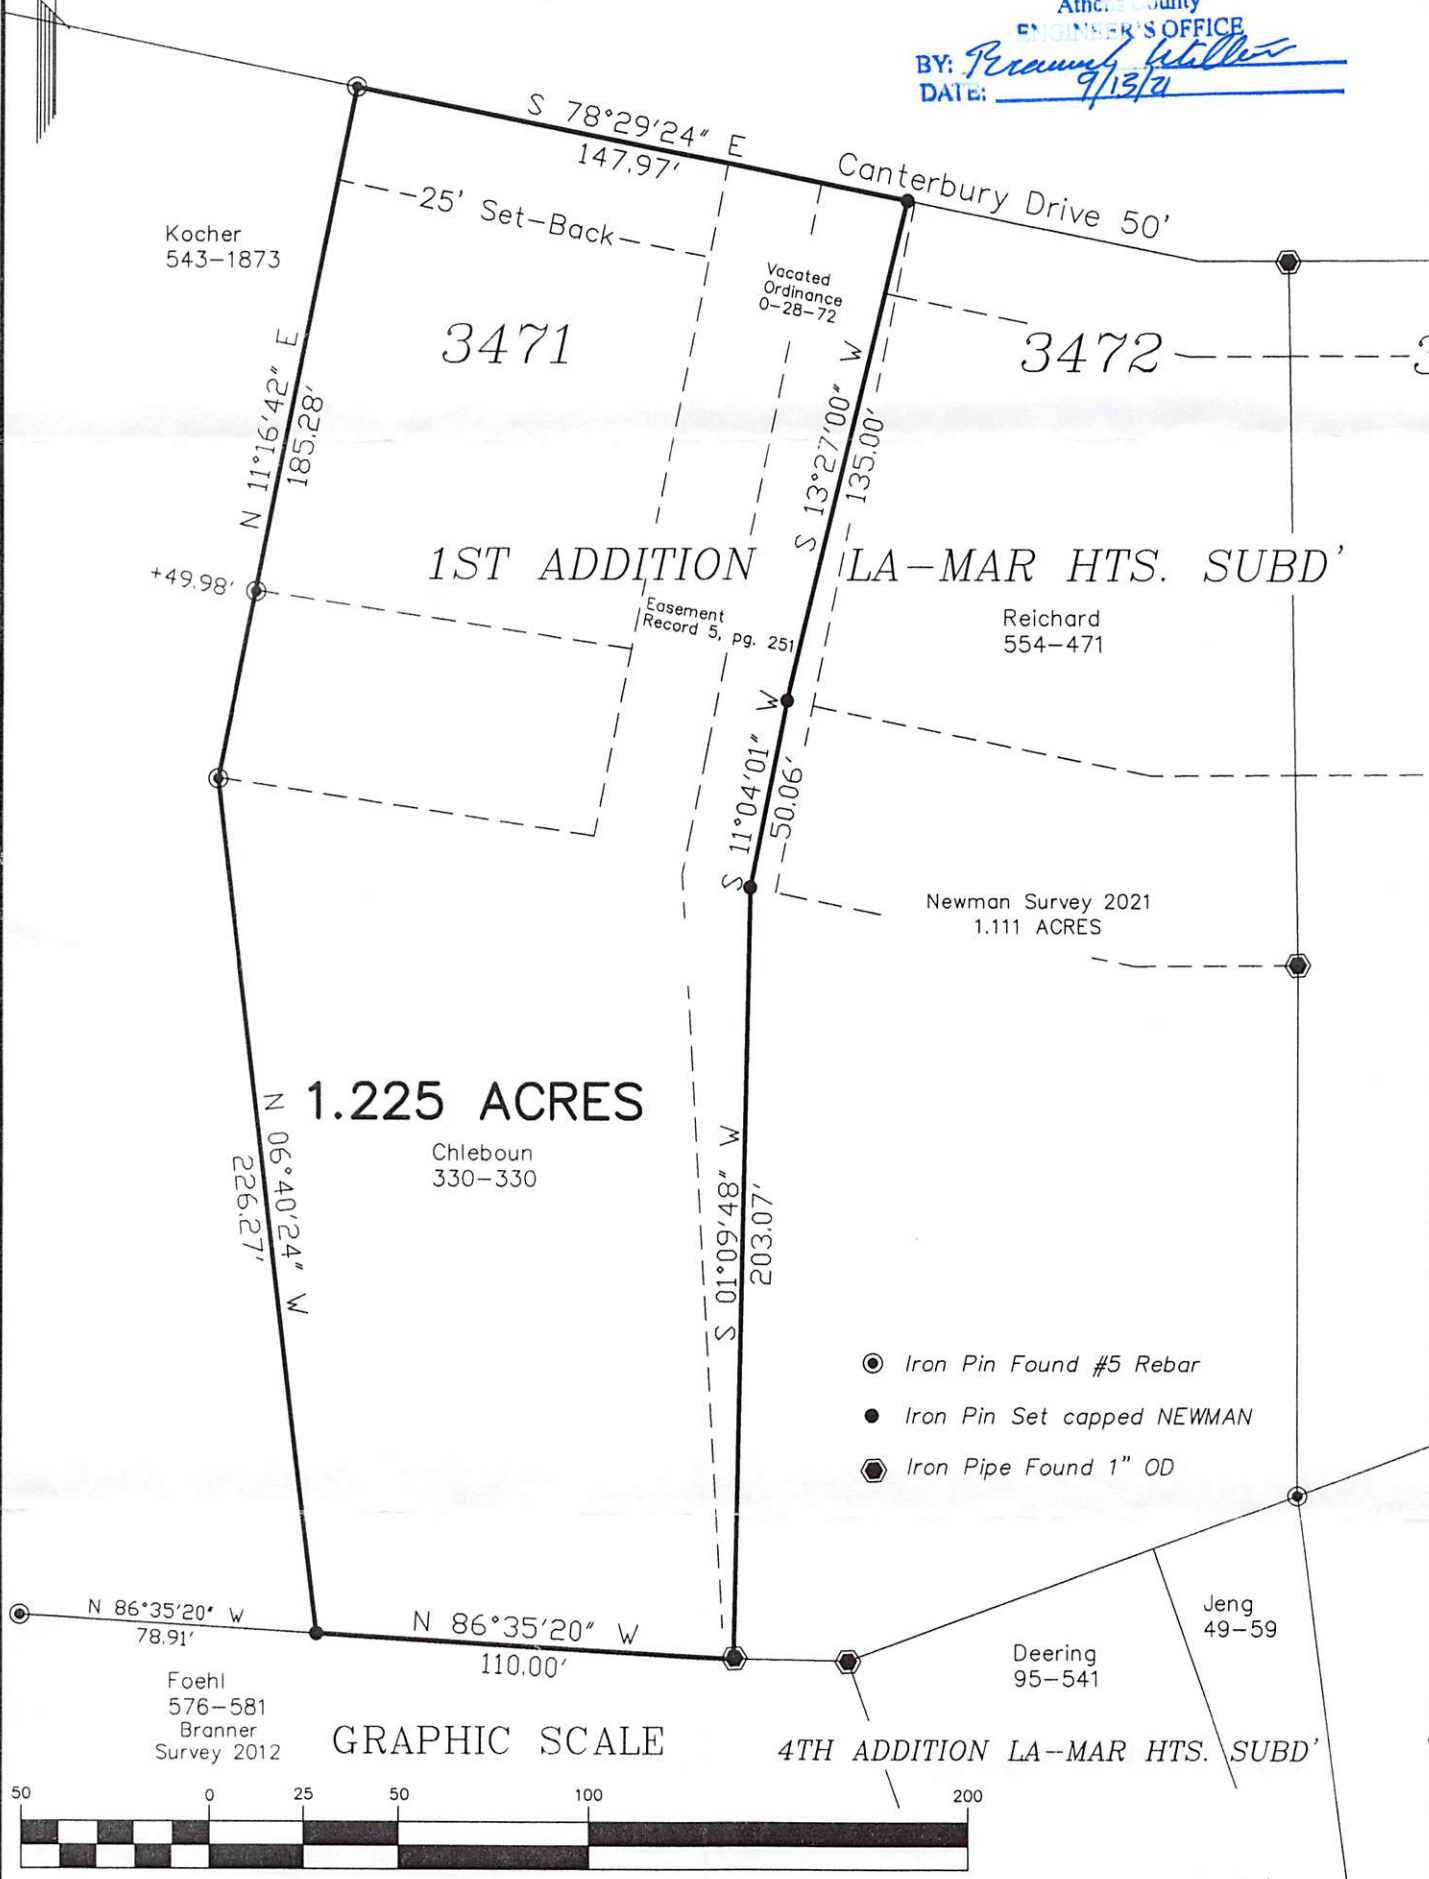 Athens County
ENGINEER'S OFFICE
BY:
DATE: 9/13/21
S 78°29'24" E
147.97'
Canterbury Drive 50'
25' Set-Back
Kocher
543-1873
Vacated
Ordinance
O-28-72
3471
3472
3
N 11°16'42" E
185.28'
S 13°27'00" W
135.00'
+49.98'
1ST ADDITION LA-MAR HTS. SUBD'
Easement
Record 5, pg. 251
Reichard
554-471
S 11°04'01" W
50.06'
Newman Survey 2021
1.111 ACRES
1.225 ACRES
Chleboun
330-330
N 06°40'24" W
226.27'
S 01°09'48" W
203.07'
Iron Pin Found #5 Rebar
Iron Pin Set capped NEWMAN
Iron Pipe Found 1" OD
N 86°35'20" W
78.91'
N 86°35'20" W
110.00'
Jeng
49-59
Deering
95-541
Foehl
576-581
Branner
Survey 2012
GRAPHIC SCALE
4TH ADDITION LA--MAR HTS. SUBD'
50 0 25 50 100 200